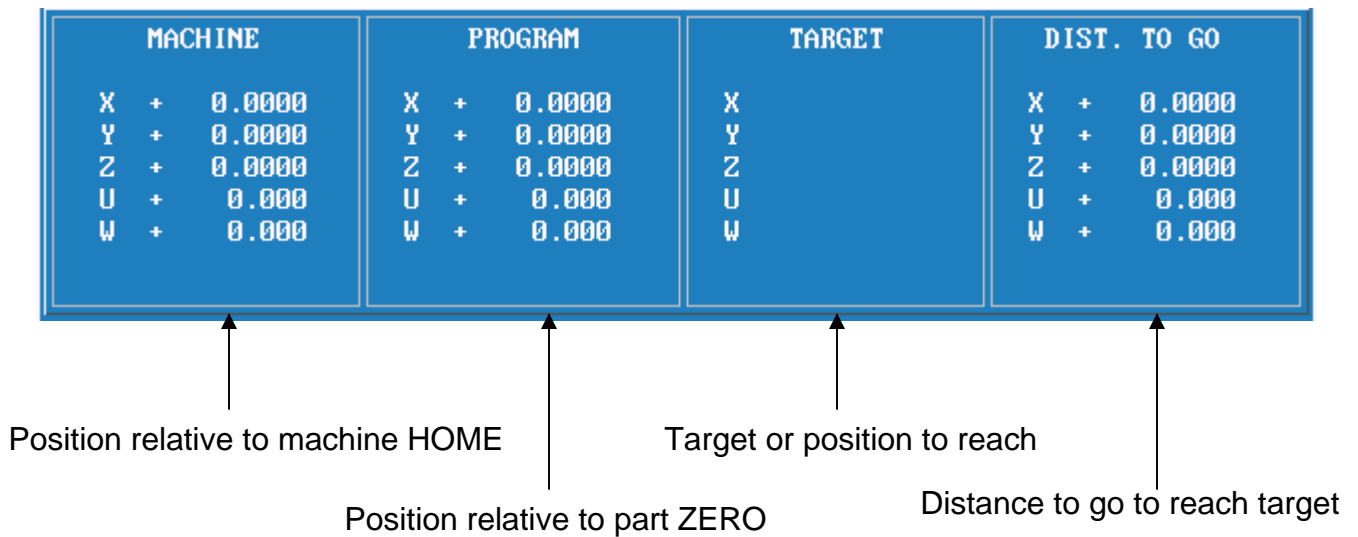 MACHINE PROGRAM TARGET DIST. TO GO
X + 0.0000 X + 0.0000 X X + 0.0000
Y + 0.0000 Y + 0.0000 Y Y + 0.0000
Z + 0.0000 Z + 0.0000 Z Z + 0.0000
U + 0.000 U + 0.000 U U + 0.000
W + 0.000 W + 0.000 W W + 0.000
Position relative to machine HOME Target or position to reach
Position relative to part ZERO Distance to go to reach target